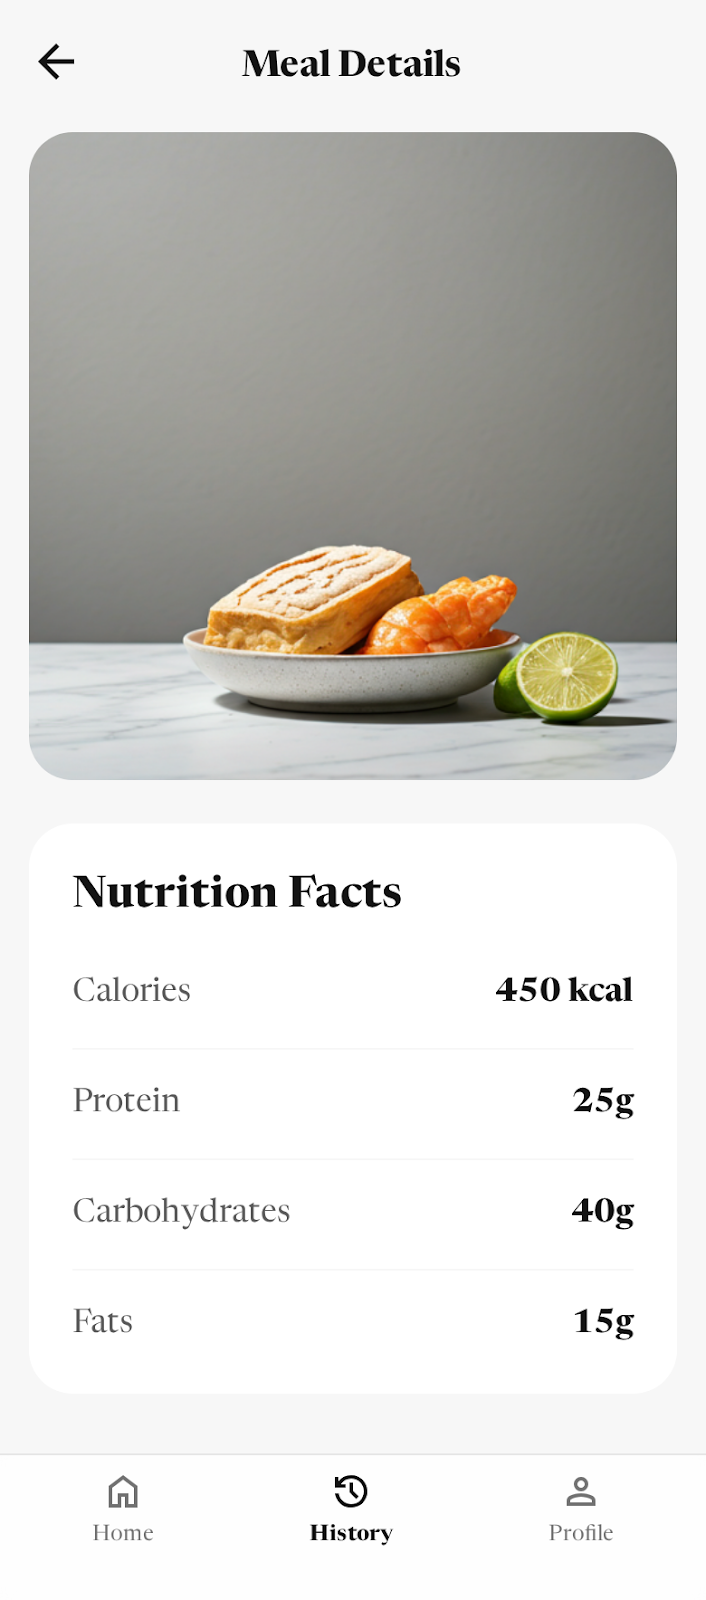 Meal Details
Nutrition Facts
Calories 450 kcal
Protein 25g
Carbohydrates 40g
Fats 15g
Home History Profile